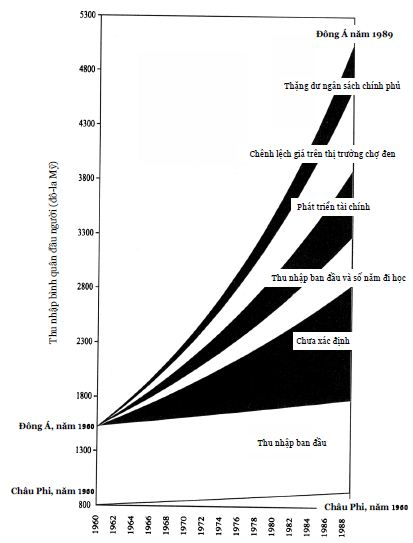 5300
Đông Á năm 1989
4800
Thặng dư ngân sách chính phủ
4300
Chênh lệch giá trên thị trường chợ đen
3800
Phát triển tài chính
3300
Thu nhập ban đầu và số năm đi học
2800
Chưa xác định
2300
1800
Đông Á, năm 1960
1300
Thu nhập ban đầu
Châu Phi, năm 1960
800
Châu Phi, năm 1960
Thu nhập bình quân đầu người (đô-la Mỹ)
1960
1962
1964
1966
1968
1970
1972
1974
1976
1978
1980
1982
1984
1986
1988